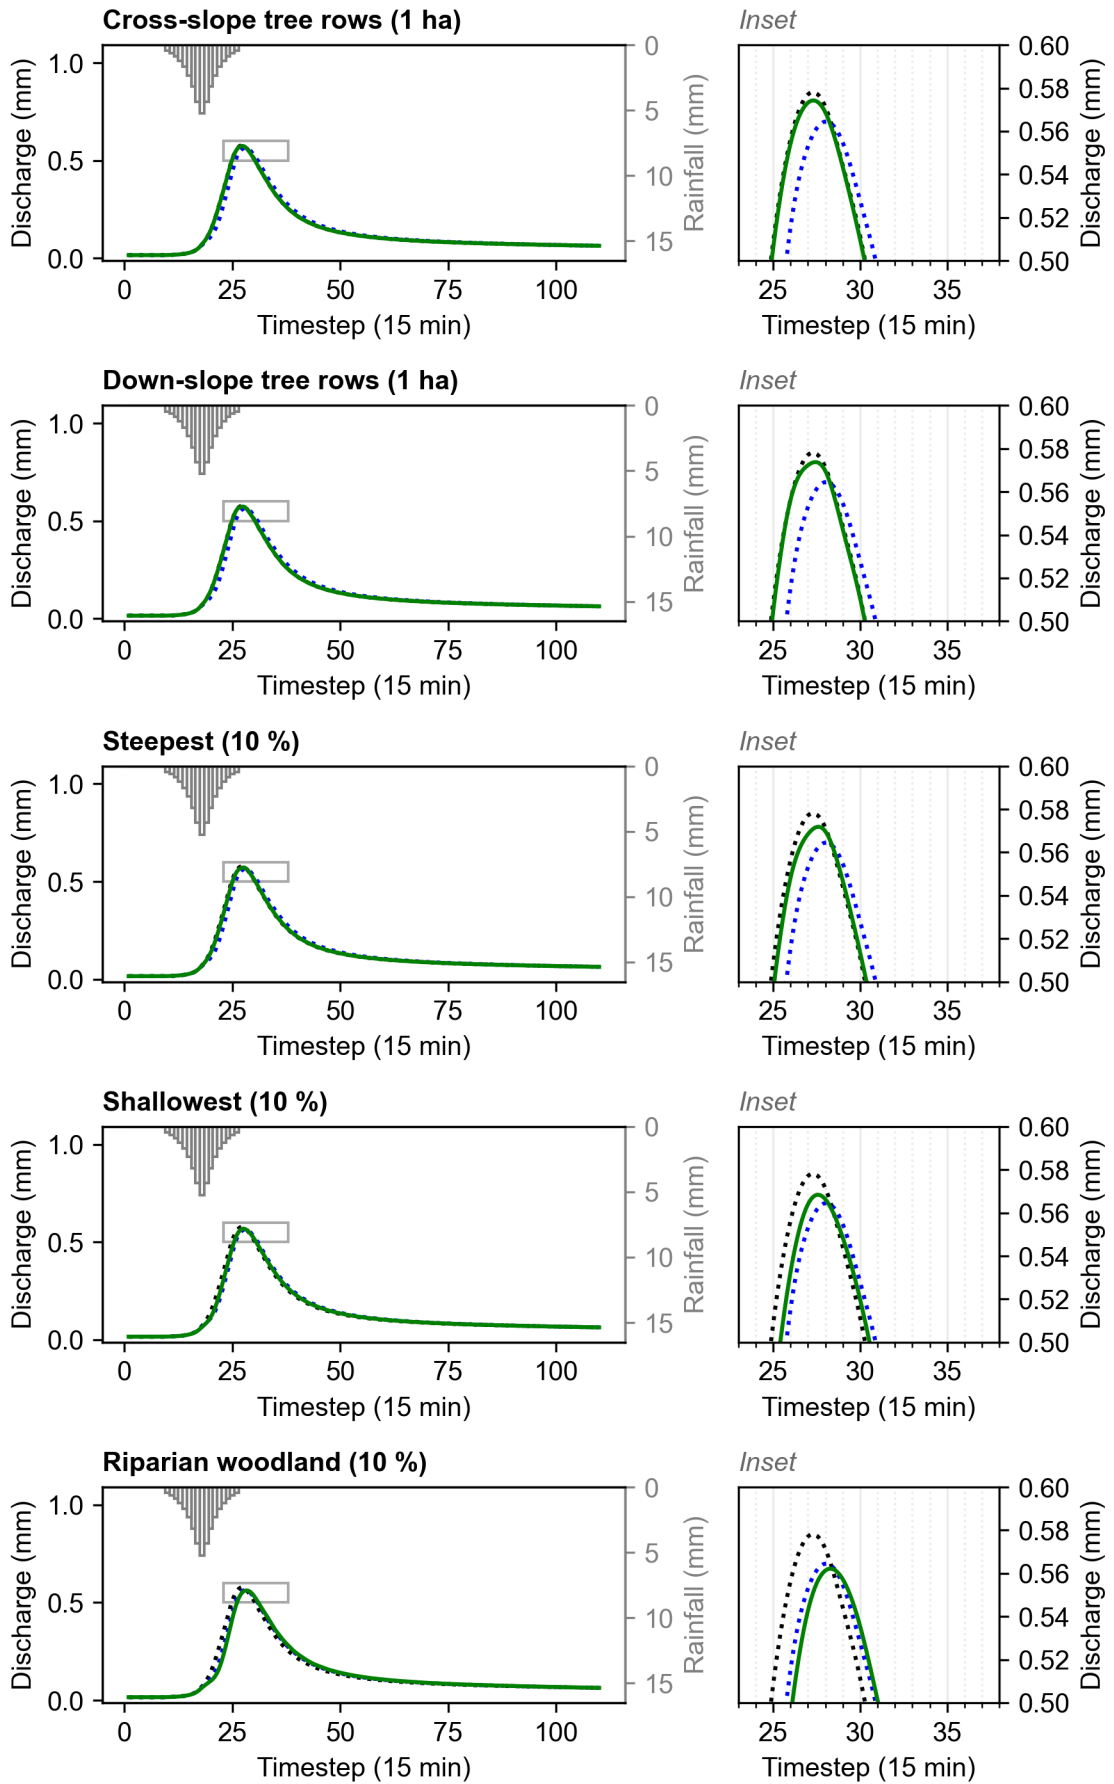 Cross-slope tree rows (1 ha)
Inset
Discharge (mm)
1.0
0.5
0.0
0
5
10
15
Rainfall (mm)
0.60
0.58
0.56
0.54
0.52
0.50
Discharge (mm)
0 25 50 75 100
25 30 35
Timestep (15 min)
Timestep (15 min)
Down-slope tree rows (1 ha)
Inset
Discharge (mm)
1.0
0.5
0.0
0
5
10
15
Rainfall (mm)
0.60
0.58
0.56
0.54
0.52
0.50
Discharge (mm)
0 25 50 75 100
25 30 35
Timestep (15 min)
Timestep (15 min)
Steepest (10 %)
Inset
Discharge (mm)
1.0
0.5
0.0
0
5
10
15
Rainfall (mm)
0.60
0.58
0.56
0.54
0.52
0.50
Discharge (mm)
0 25 50 75 100
25 30 35
Timestep (15 min)
Timestep (15 min)
Shallowest (10 %)
Inset
Discharge (mm)
1.0
0.5
0.0
0
5
10
15
Rainfall (mm)
0.60
0.58
0.56
0.54
0.52
0.50
Discharge (mm)
0 25 50 75 100
25 30 35
Timestep (15 min)
Timestep (15 min)
Riparian woodland (10 %)
Inset
Discharge (mm)
1.0
0.5
0.0
0
5
10
15
Rainfall (mm)
0.60
0.58
0.56
0.54
0.52
0.50
Discharge (mm)
0 25 50 75 100
25 30 35
Timestep (15 min)
Timestep (15 min)